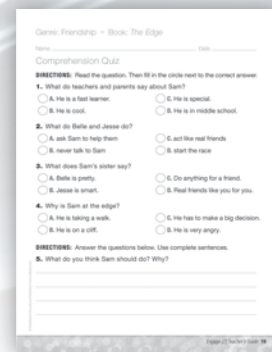 Genre: Friendship • Book: The Edge
Name Date
Comprehension Quiz
DIRECTIONS: Read the question. Then fill in the circle next to the correct answer.
1. What do teachers and parents say about Sam?
A. He is a fast learner. C. He is special.
B. He is cool. D. He is in middle school.
2. What do Belle and Jesse do?
A. ask Sam to help them C. act like real friends
B. never talk to Sam D. start the race
3. What does Sam's sister say?
A. Belle is pretty. C. Do anything for a friend.
B. Jesse is smart. D. Real friends like you for you.
4. Why is Sam at the edge?
A. He is taking a walk. C. He has to make a big decision.
B. He is on a cliff. D. He is very angry.
DIRECTIONS: Answer the questions below. Use complete sentences.
5. What do you think Sam should do? Why?
Teacher's Guide